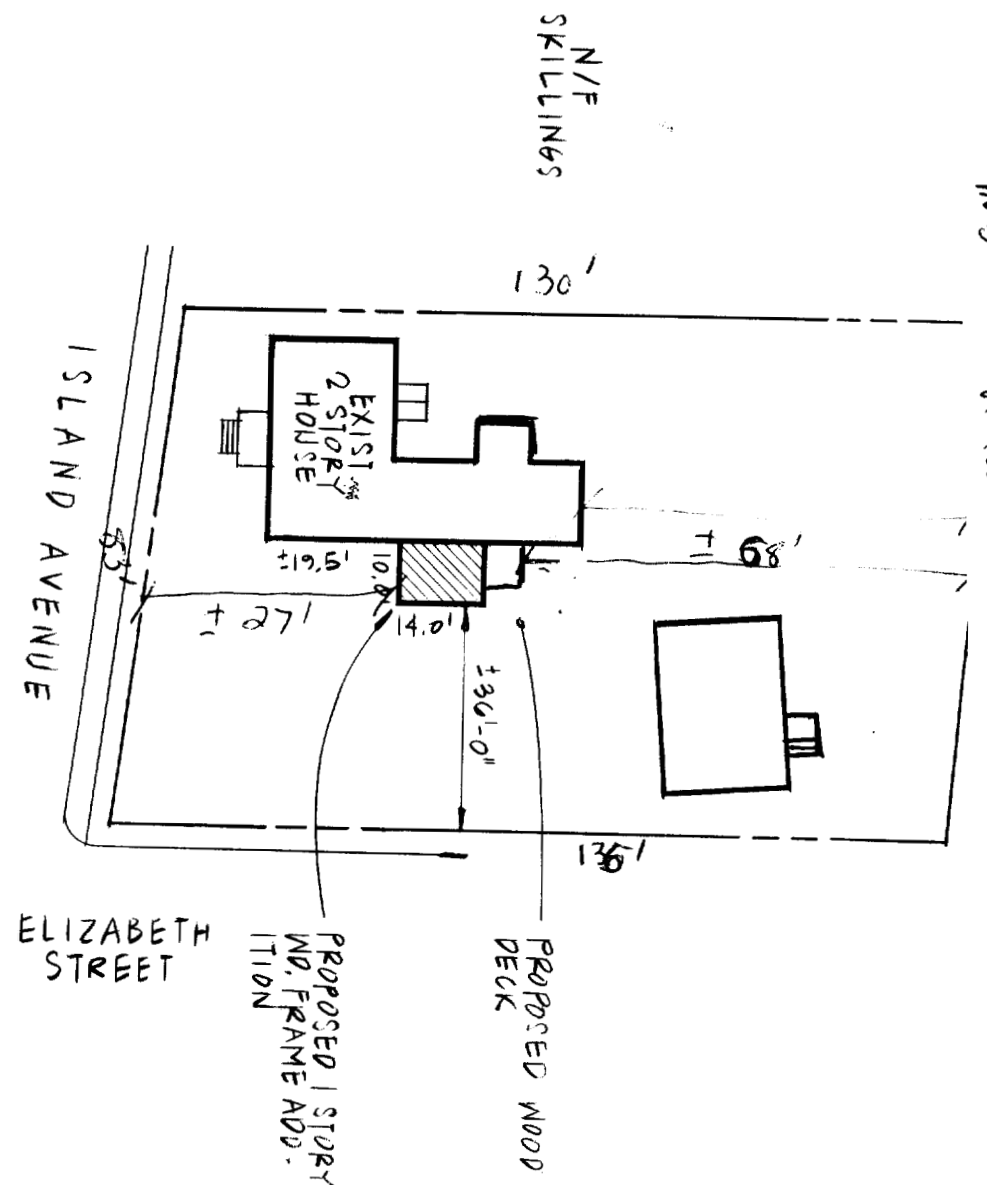 N/F
SKILLINGS
130'
ISLAND AVENUE
EXIST.
2 STORY
HOUSE
±19.5'
10.0'
14.0'
± 27'
± 68'
±36'-0"
ELIZABETH
STREET
PROPOSED 1 STORY
WD. FRAME ADD-
ITION
PROPOSED WOOD
DECK